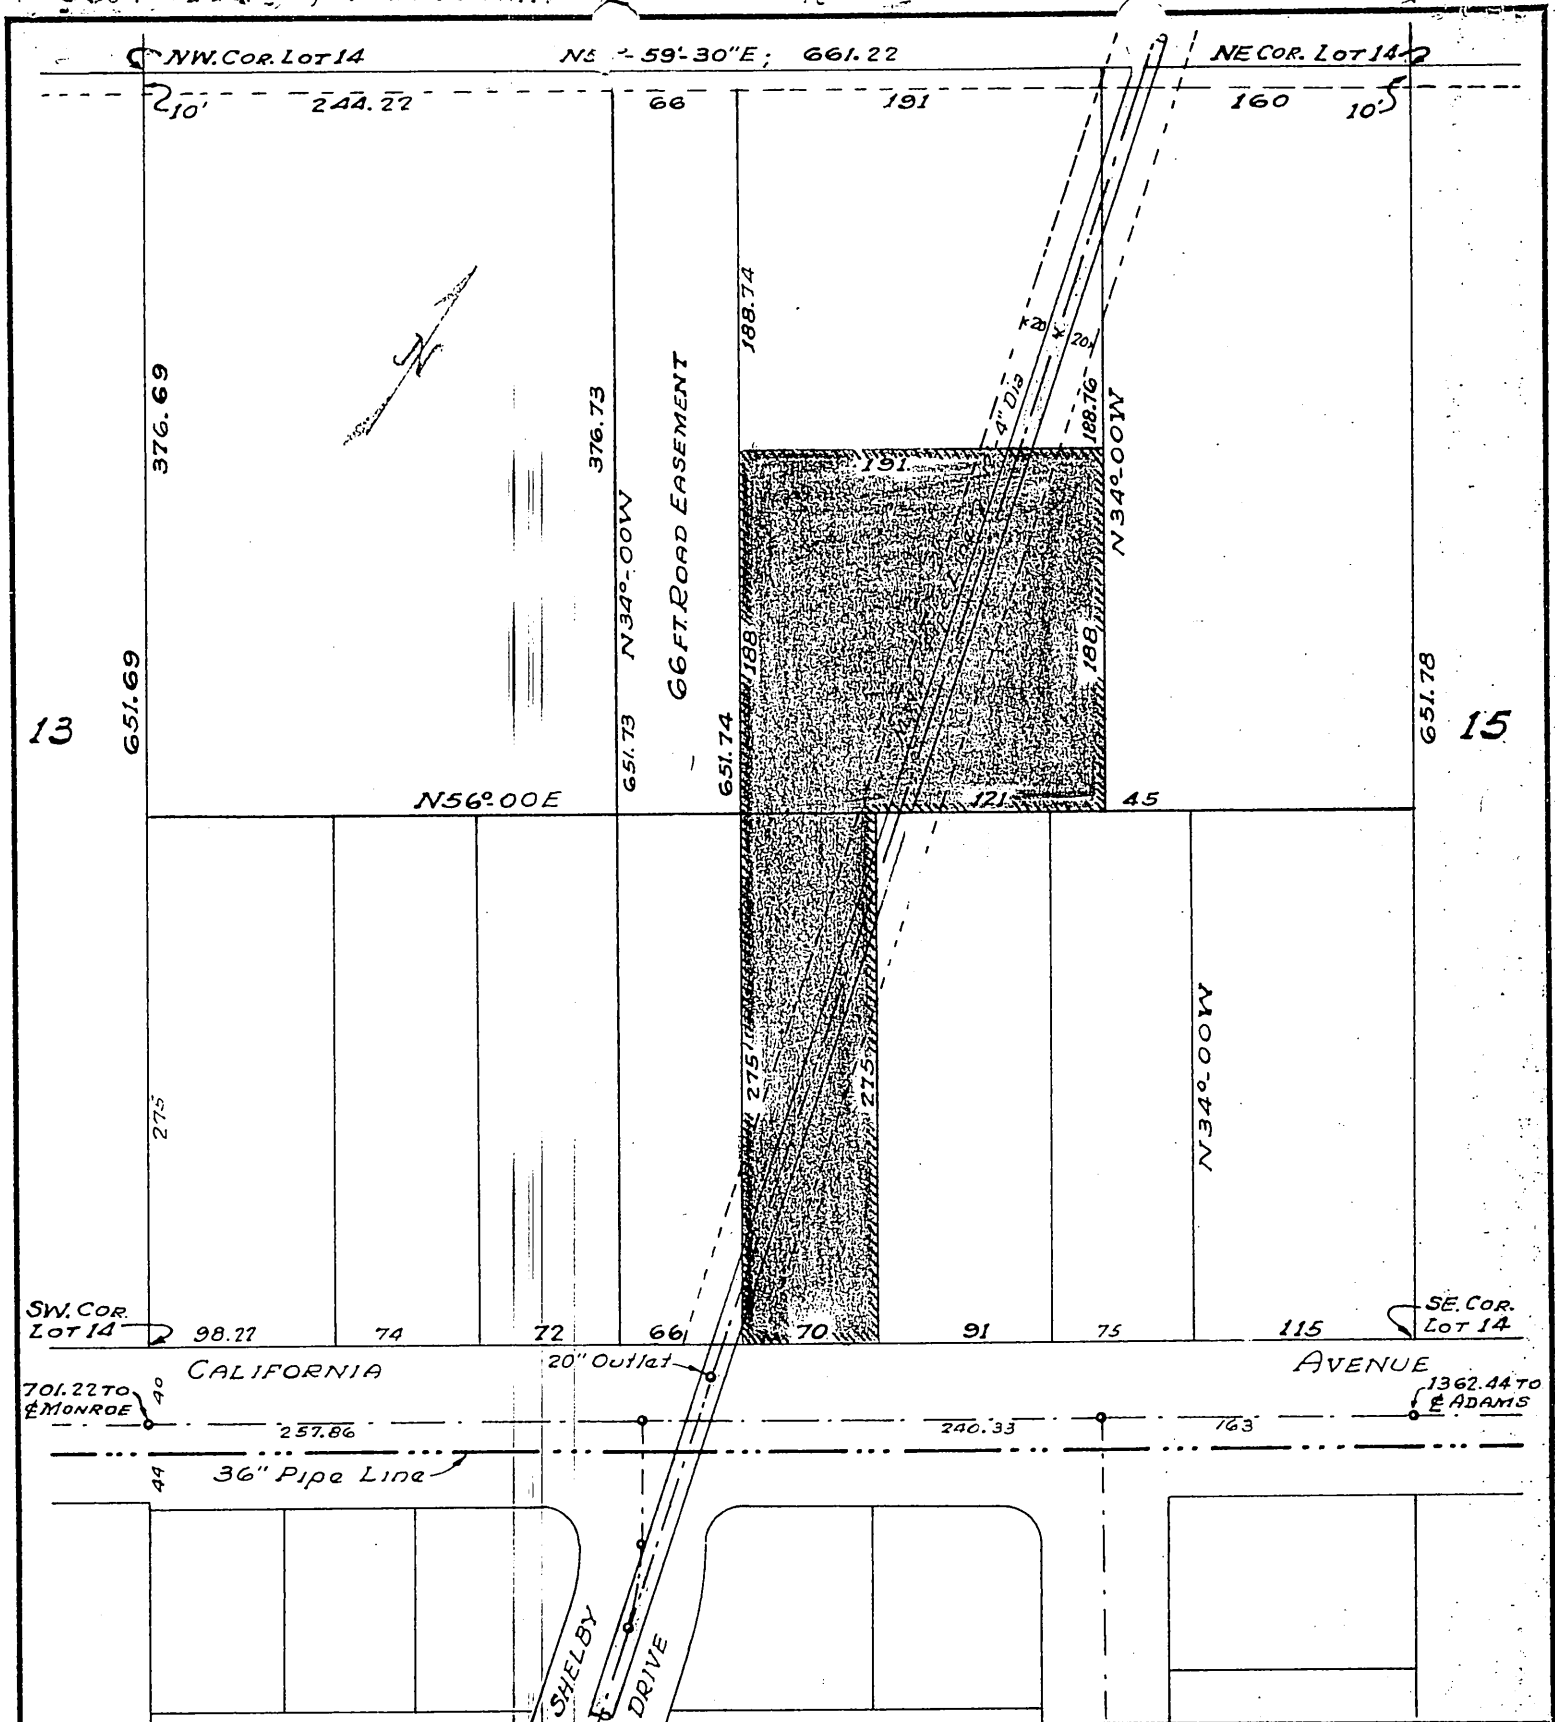 NW. COR. LOT 14
-59'-30"E; 661.22
NE COR. LOT 14
10'
244.22
66
191
160
10'
188.74
N
20
20
4" Dia
376.69
376.73
188.76
N34°-00W
191
66 FT. ROAD EASEMENT
N34°-00W
188
188
651.69
651.73
651.74
651.78
13
15
N56°-00E
121
45
275
275
275
N34°-00W
SW. COR.
LOT 14
98.22
74
72
66
70
91
75
115
SE. COR.
LOT 14
CALIFORNIA
20" Outlet
AVENUE
701.22 TO
℄ MONROE
40
1362.44 TO
℄ ADAMS
257.86
240.33
163
36" Pipe Line
44
SHELBY
DRIVE